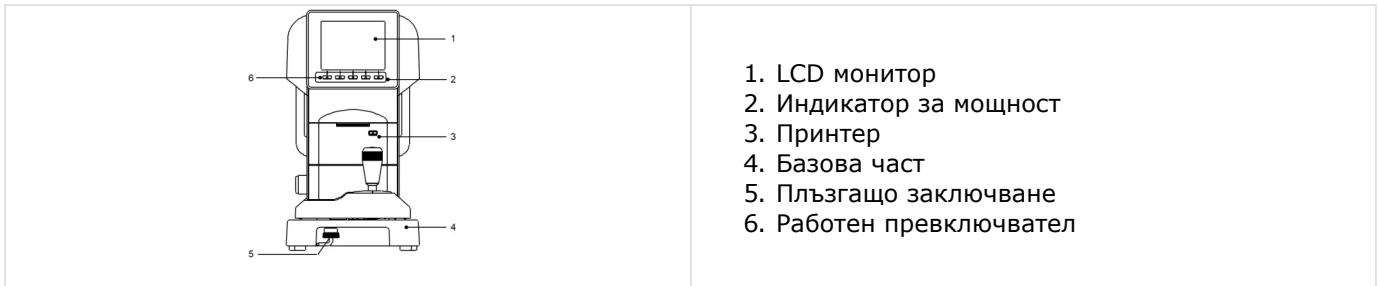 1
6
2
3
4
5
1. LCD монитор
2. Индикатор за мощност
3. Принтер
4. Базова част
5. Плъзгащо заключване
6. Работен превключвател